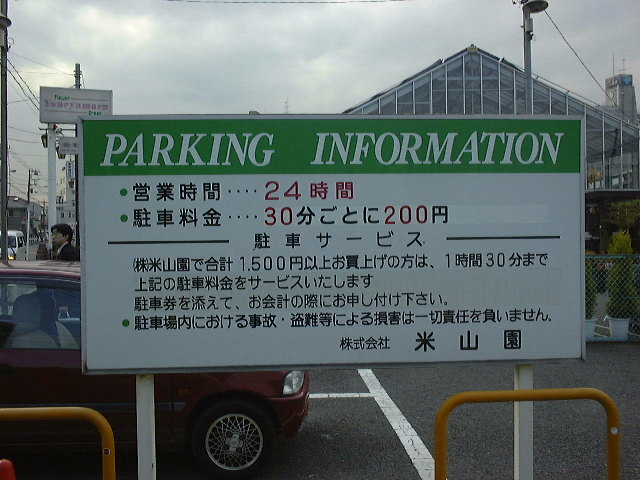 Flower
Yoneyamaen
Green
PARKING INFORMATION
●営業時間‥‥24時間
●駐車料金‥‥30分ごとに200円
駐車サービス
㈱米山園で合計1.500円以上お買上げの方は、1時間30分まで
上記の駐車料金をサービスいたします
駐車券を添えて、お会計の際にお申し付け下さい。
●駐車場内における事故・盗難等による損害は一切責任を負いません。
株式会社 米山園